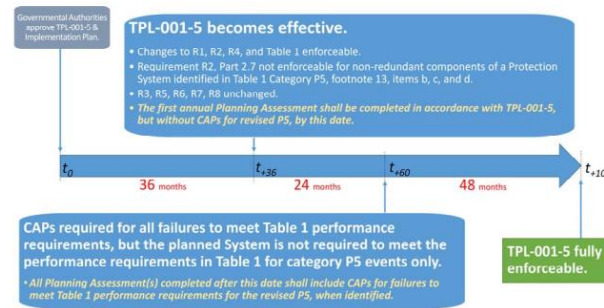 Governmental Authorities
approve TPL-001-5 &
Implementation Plan.
TPL-001-5 becomes effective.
• Changes to R1, R2, R4, and Table 1 enforceable.
• Requirement R2, Part 2.7 not enforceable for non-redundant components of a Protection
System identified in Table 1 Category P5, footnote 13, items b, c, and d.
• R3, R5, R6, R7, R8 unchanged.
• The first annual Planning Assessment shall be completed in accordance with TPL-001-5,
but without CAPs for revised P5, by this date.
t0
t+36
t+60
t+10
36 months
24 months
48 months
CAPs required for all failures to meet Table 1 performance
requirements, but the planned System is not required to meet the
performance requirements in Table 1 for category P5 events only.
• All Planning Assessment(s) completed after this date shall include CAPs for failures to
meet Table 1 performance requirements for the revised P5, when identified.
TPL-001-5 fully
enforceable.